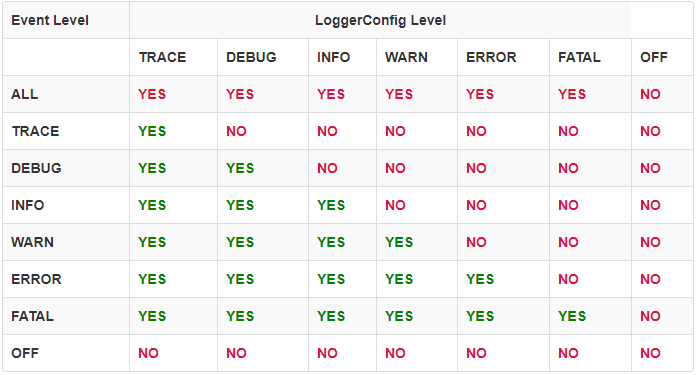 Event Level LoggerConfig Level
TRACE DEBUG INFO WARN ERROR FATAL OFF
ALL YES YES YES YES YES YES NO
TRACE YES NO NO NO NO NO NO
DEBUG YES YES NO NO NO NO NO
INFO YES YES YES NO NO NO NO
WARN YES YES YES YES NO NO NO
ERROR YES YES YES YES YES NO NO
FATAL YES YES YES YES YES YES NO
OFF NO NO NO NO NO NO NO